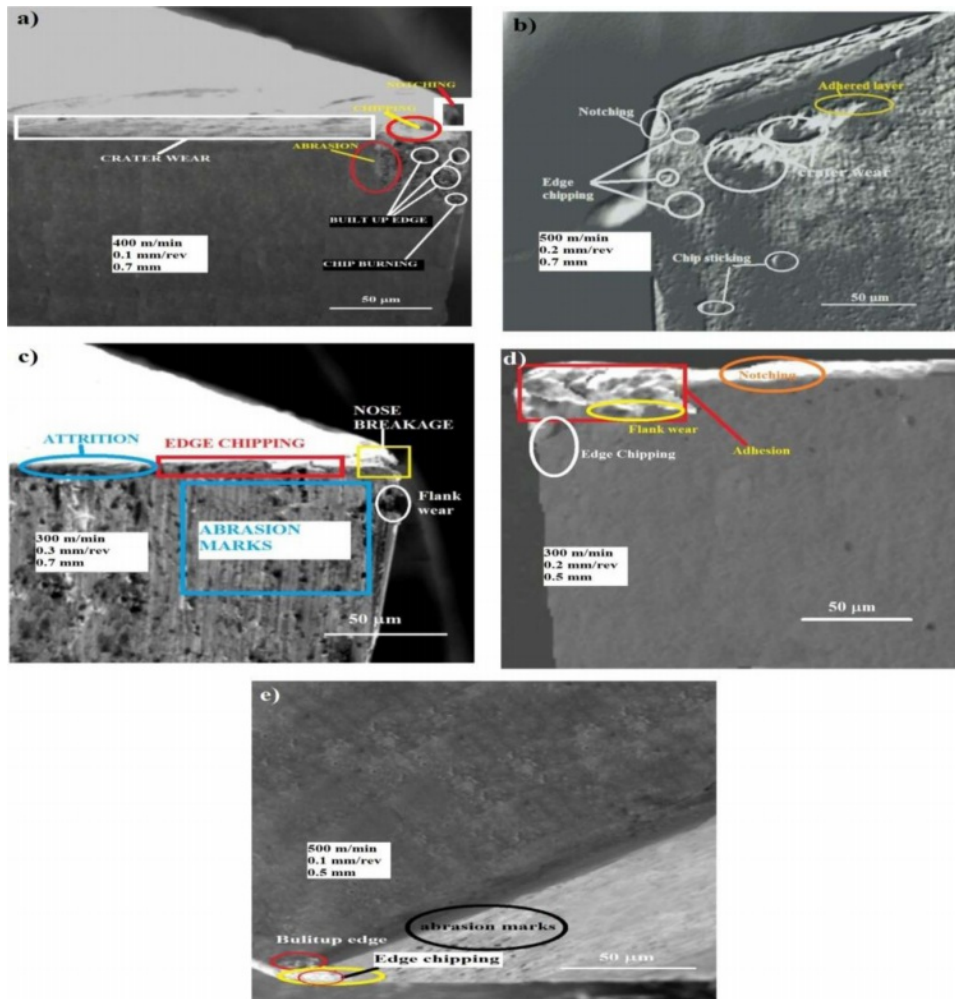 a)
NOTCHING
CHIPPING
ABRASION
CRATER WEAR
BUILT UP EDGE
CHIP BURNING
400 m/min
0.1 mm/rev
0.7 mm
50 µm
b)
Adhered layer
Notching
crater wear
Edge
chipping
500 m/min
0.2 mm/rev
0.7 mm
Chip sticking
50 µm
c)
NOSE
BREAKAGE
ATTRITION
EDGE CHIPPING
Flank
wear
ABRASION
MARKS
300 m/min
0.3 mm/rev
0.7 mm
50 µm
d)
Notching
Flank wear
Edge Chipping
Adhesion
300 m/min
0.2 mm/rev
0.5 mm
50 µm
e)
500 m/min
0.1 mm/rev
0.5 mm
abrasion marks
Bulitup edge
Edge chipping
50 µm